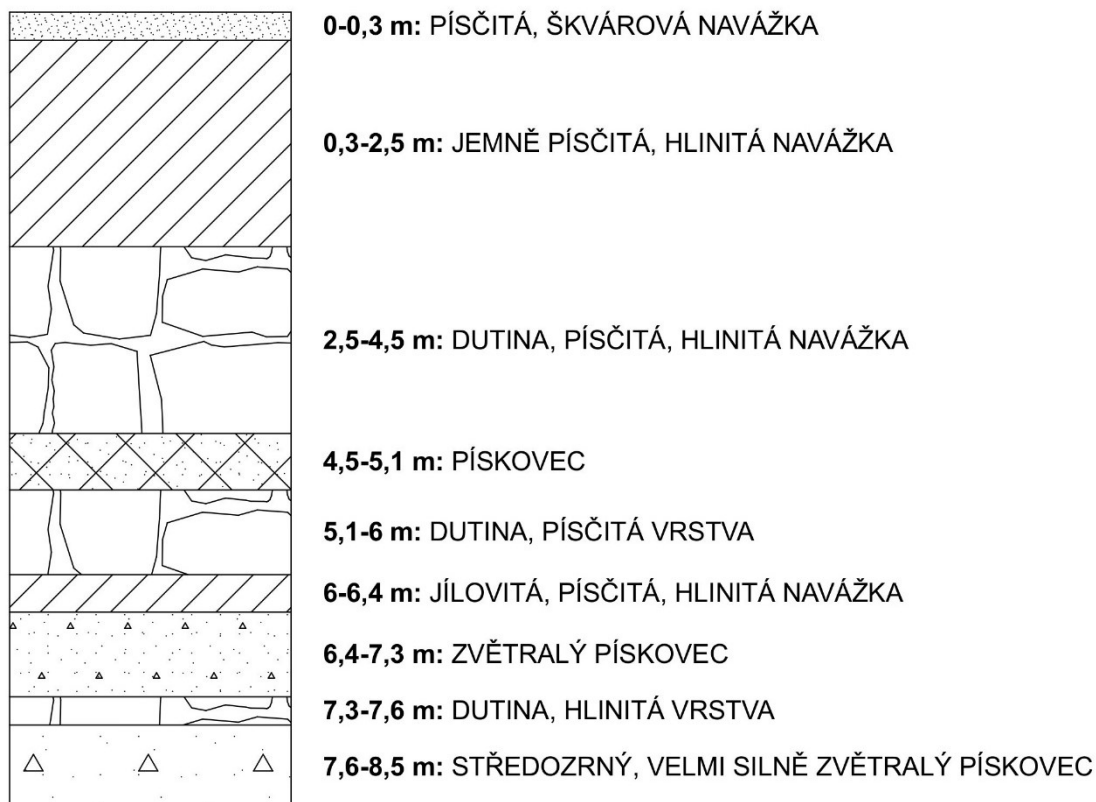 0-0,3 m: PÍSČITÁ, ŠKVÁROVÁ NAVÁŽKA
0,3-2,5 m: JEMNĚ PÍSČITÁ, HLINITÁ NAVÁŽKA
2,5-4,5 m: DUTINA, PÍSČITÁ, HLINITÁ NAVÁŽKA
4,5-5,1 m: PÍSKOVEC
5,1-6 m: DUTINA, PÍSČITÁ VRSTVA
6-6,4 m: JÍLOVITÁ, PÍSČITÁ, HLINITÁ NAVÁŽKA
6,4-7,3 m: ZVĚTRALÝ PÍSKOVEC
7,3-7,6 m: DUTINA, HLINITÁ VRSTVA
7,6-8,5 m: STŘEDOZRNÝ, VELMI SILNĚ ZVĚTRALÝ PÍSKOVEC